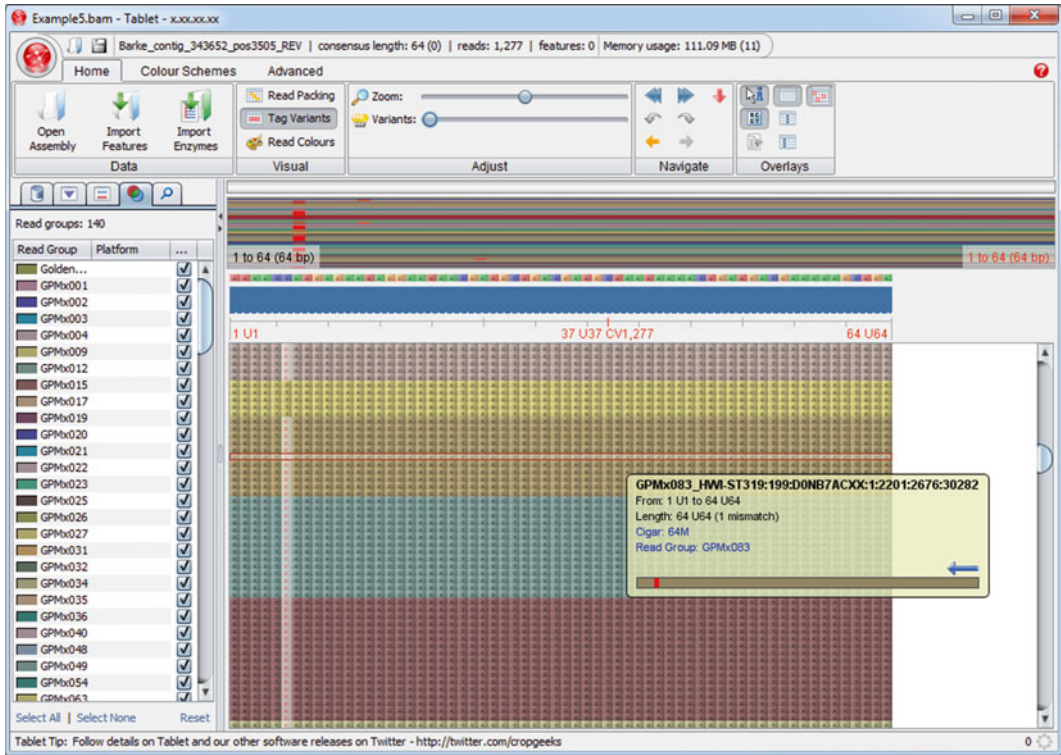 Example5.bam - Tablet - x.xx.xx.xx
Barke_contig_343652_pos3505_REV | consensus length: 64 (0) | reads: 1,277 | features: 0 Memory usage: 111.09 MB (11)
Home Colour Schemes Advanced
Open Assembly
Import Features
Import Enzymes
Data
Read Packing
Tag Variants
Read Colours
Visual
Zoom:
Variants:
Adjust
Navigate
Overlays
Read groups: 140
Read Group Platform ...
Golden...
GPMx001
GPMx002
GPMx003
GPMx004
GPMx009
GPMx012
GPMx015
GPMx017
GPMx019
GPMx020
GPMx021
GPMx022
GPMx023
GPMx025
GPMx026
GPMx027
GPMx031
GPMx032
GPMx034
GPMx035
GPMx036
GPMx040
GPMx048
GPMx049
GPMx054
GPMx063
Select All | Select None Reset
1 to 64 (64 bp) 1 to 64 (64 bp)
1 U1 37 U37 CV1,277 64 U64
GPMx083_HWI-ST319:199:D0NB7ACXX:1:2201:2676:30282
From: 1 U1 to 64 U64
Length: 64 U64 (1 mismatch)
Cigar: 64M
Read Group: GPMx083
Tablet Tip: Follow details on Tablet and our other software releases on Twitter - http://twitter.com/cropgeeks 0